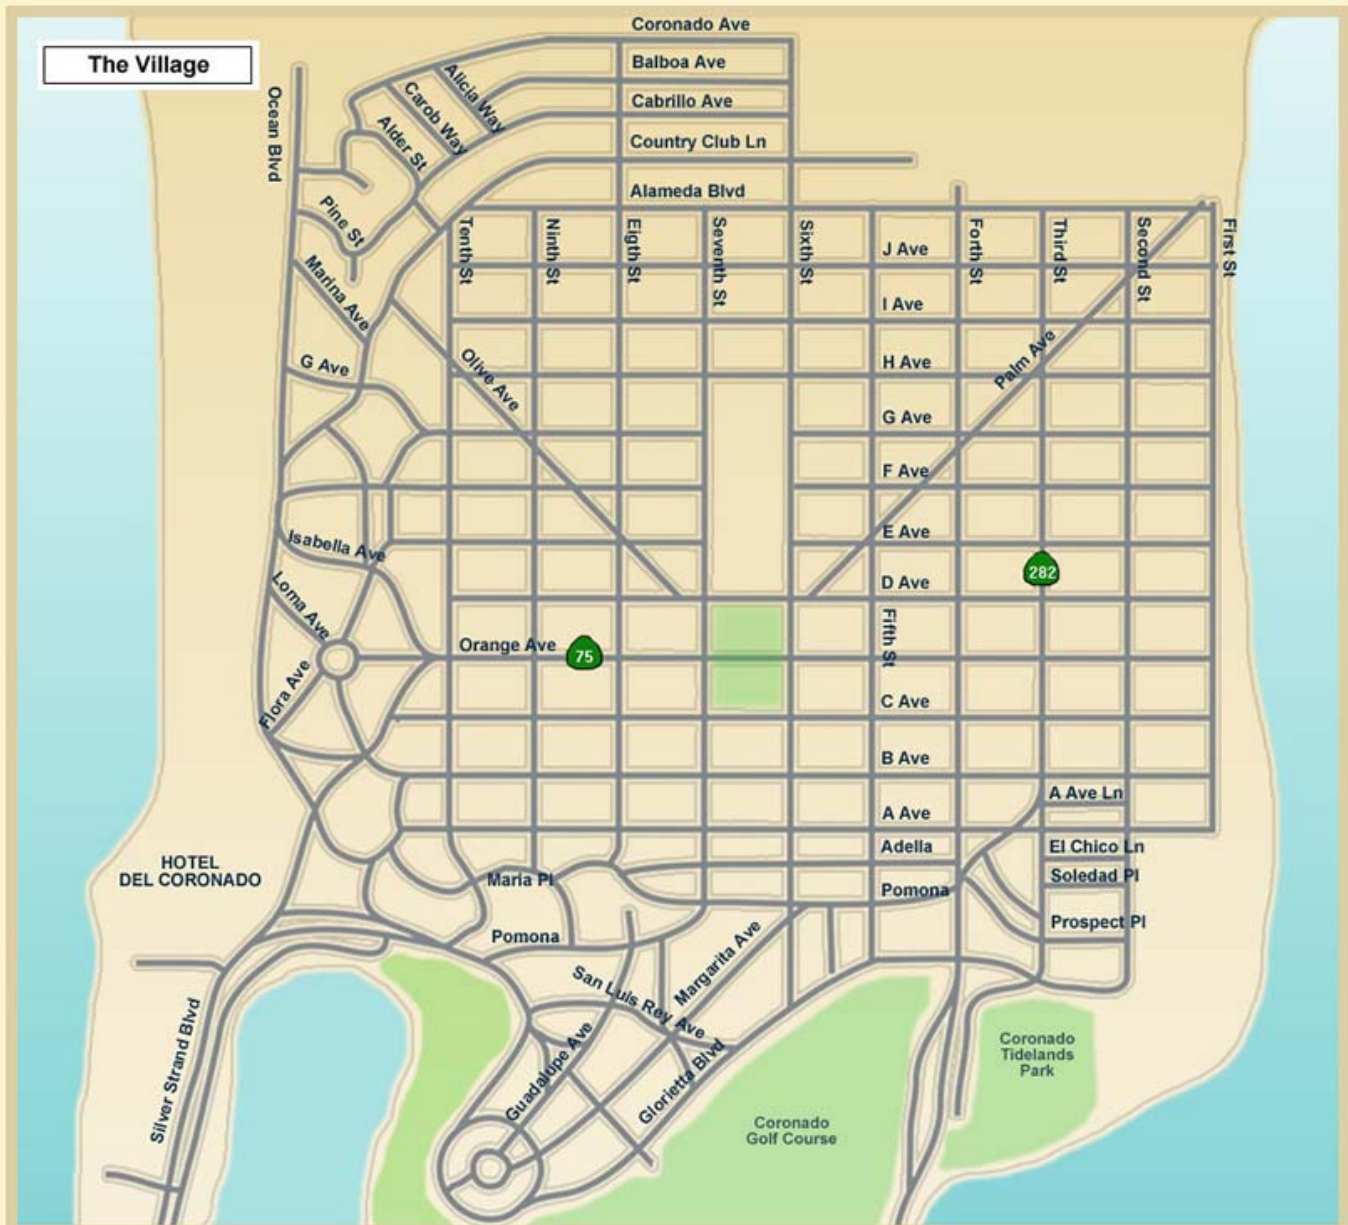 Coronado Ave
The Village
Balboa Ave
Alicia Way
Ocean Blvd
Carob Way
Cabrillo Ave
Alder St
Country Club Ln
Alameda Blvd
Pine St
Tenth St
Ninth St
Eigth St
Seventh St
Sixth St
J Ave
Forth St
Third St
Second St
First St
Marina Ave
I Ave
G Ave
Olive Ave
H Ave
Palm Ave
G Ave
F Ave
Isabella Ave
E Ave
282
Loma Ave
D Ave
Orange Ave
75
Fifth St
Flora Ave
C Ave
B Ave
A Ave Ln
A Ave
HOTEL
DEL CORONADO
Adella
El Chico Ln
Maria Pl
Soledad Pl
Pomona
Prospect Pl
Pomona
Margarita Ave
San Luis Rey Ave
Silver Strand Blvd
Guadalupe Ave
Glorietta Blvd
Coronado
Tidelands
Park
Coronado
Golf Course